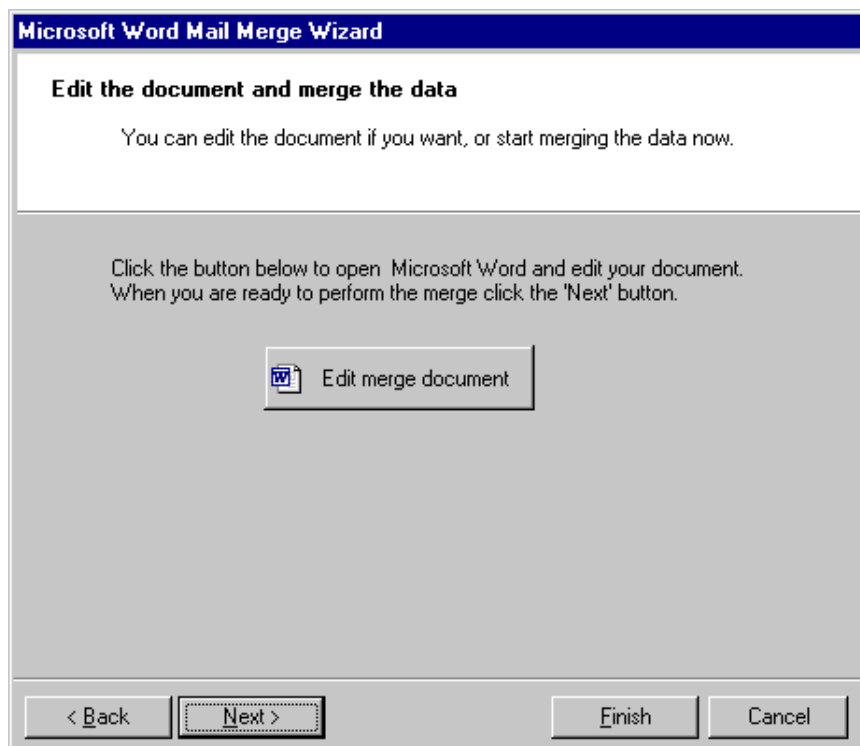 Microsoft Word Mail Merge Wizard
Edit the document and merge the data
You can edit the document if you want, or start merging the data now.
Click the button below to open  Microsoft Word and edit your document.
When you are ready to perform the merge click the 'Next' button.
W Edit merge document
< Back Next > Finish Cancel